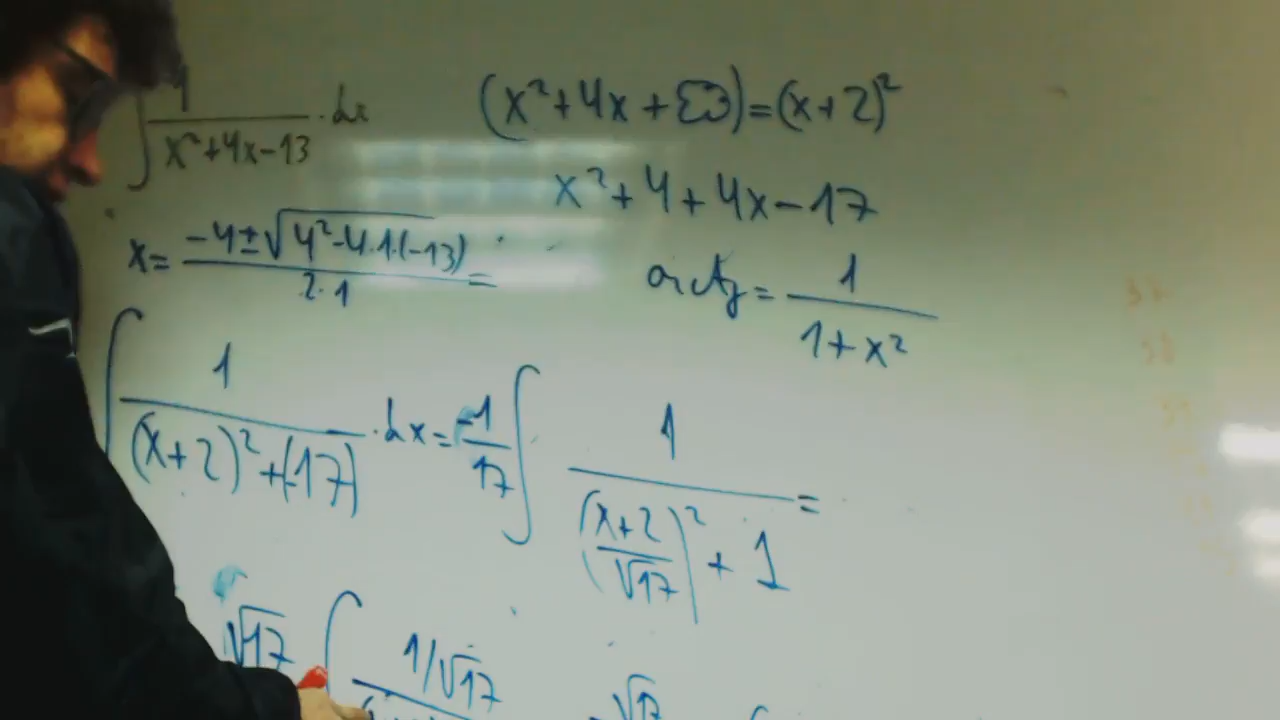 ∫ 1/(x²+4x-13) · dx
(x²+4x+ )=(x+2)²
x²+4+4x-17
x= (-4±√(4²-4·1·(-13)))/(2·1) =
arctg = 1/(1+x²)
∫ 1/((x+2)²+(-17)) · dx = -1/17 ∫ 1/(((x+2)/√17)² + 1) =
√17 ∫ 1/√17
√17